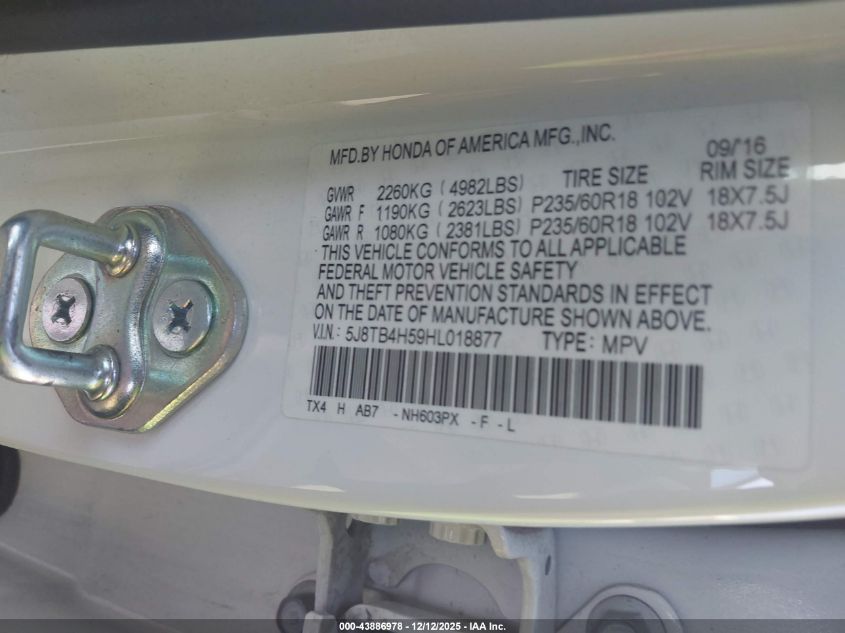 MFD.BY HONDA OF AMERICA MFG.,INC. 09/'16
GVWR 2260KG ( 4982LBS) TIRE SIZE RIM SIZE
GAWR F 1190KG ( 2623LBS) P235/60R18 102V 18X7.5J
GAWR R 1080KG ( 2381LBS) P235/60R18 102V 18X7.5J
THIS VEHICLE CONFORMS TO ALL APPLICABLE
FEDERAL MOTOR VEHICLE SAFETY
AND THEFT PREVENTION STANDARDS IN EFFECT
ON THE DATE OF MANUFACTURE SHOWN ABOVE.
V.I.N.: 5J8TB4H59HL018877 TYPE: MPV
TX4 H AB7 -NH603PX -F -L
000-43886978 - 12/12/2025 - IAA Inc.